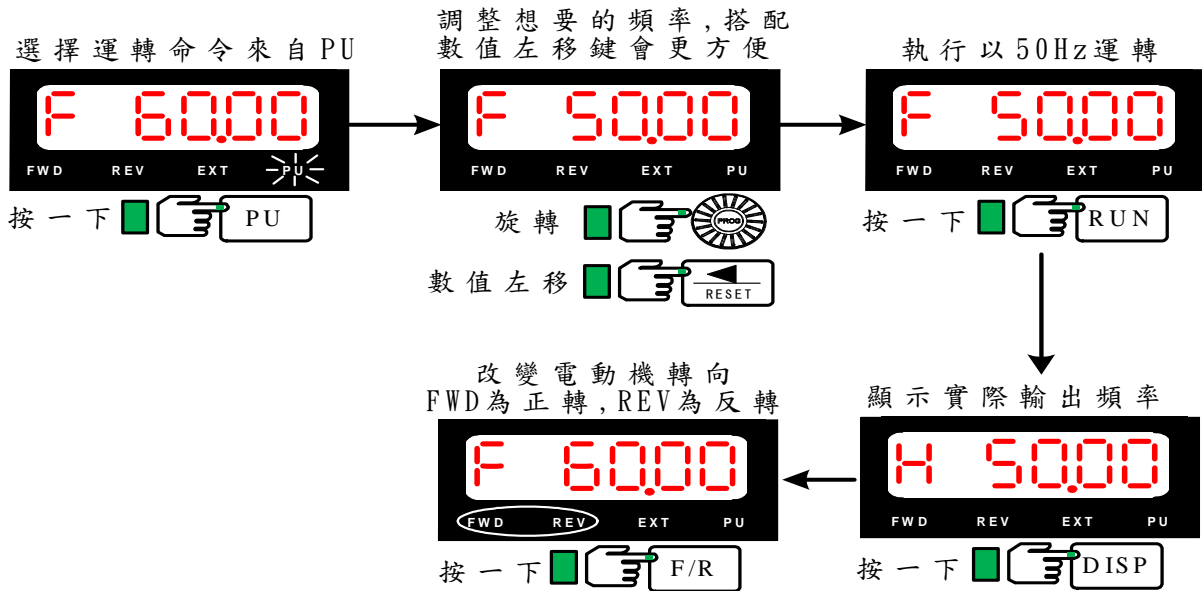 選擇運轉命令來自PU
F 60.00
FWD REV EXT PU
按一下 PU
調整想要的頻率,搭配
數值左移鍵會更方便
F 50.00
FWD REV EXT PU
旋轉 PROG
數值左移 RESET
執行以50Hz運轉
F 50.00
FWD REV EXT PU
按一下 RUN
顯示實際輸出頻率
H 50.00
FWD REV EXT PU
按一下 DISP
改變電動機轉向
FWD為正轉,REV為反轉
F 60.00
FWD REV EXT PU
按一下 F/R